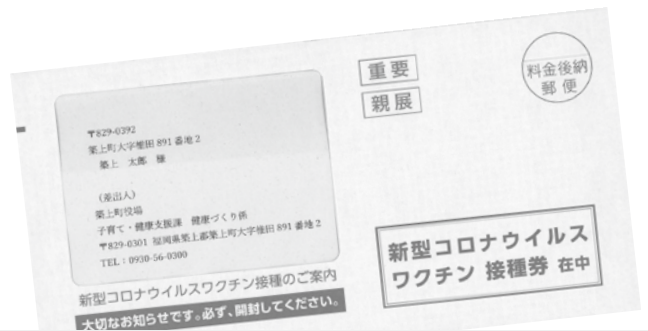 〒829-0392
築上町大字椎田 891 番地 2
築上 太郎 様
(差出人)
築上町役場
子育て・健康支援課 健康づくり係
〒829-0301 福岡県築上郡築上町大字椎田 891 番地 2
TEL:0930-56-0300
新型コロナウイルスワクチン接種のご案内
大切なお知らせです。必ず、開封してください。
重要
親展
料金後納
郵便
新型コロナウイルス
ワクチン 接種券 在中